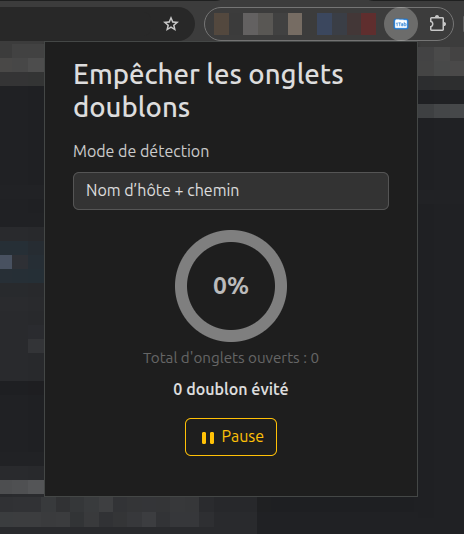 Empêcher les onglets
doublons
Mode de détection
Nom d’hôte + chemin
0%
Total d'onglets ouverts : 0
0 doublon évité
Pause